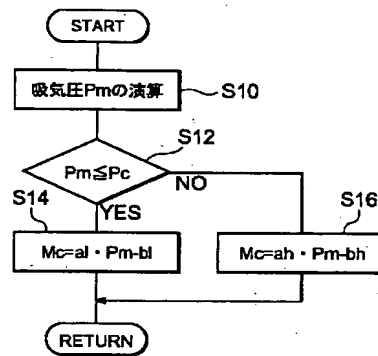 START
吸気圧Pmの演算
S10
S12
Pm≦Pc
NO
S14
YES
S16
Mc=al・Pm-bl
Mc=ah・Pm-bh
RETURN